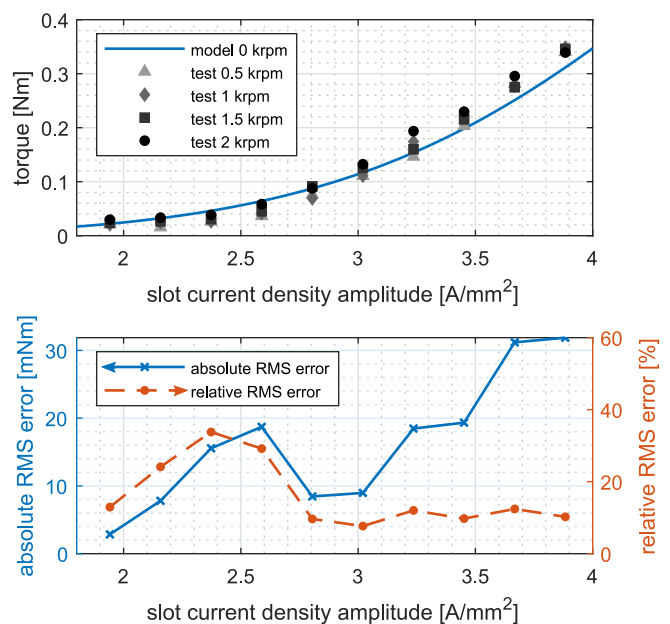 0.4
0.3
0.2
0.1
0
torque [Nm]
model 0 krpm
test 0.5 krpm
test 1 krpm
test 1.5 krpm
test 2 krpm
2
2.5
3
3.5
4
slot current density amplitude [A/mm²]
30
20
10
0
absolute RMS error [mNm]
absolute RMS error
relative RMS error
60
40
20
0
relative RMS error [%]
2
2.5
3
3.5
4
slot current density amplitude [A/mm²]